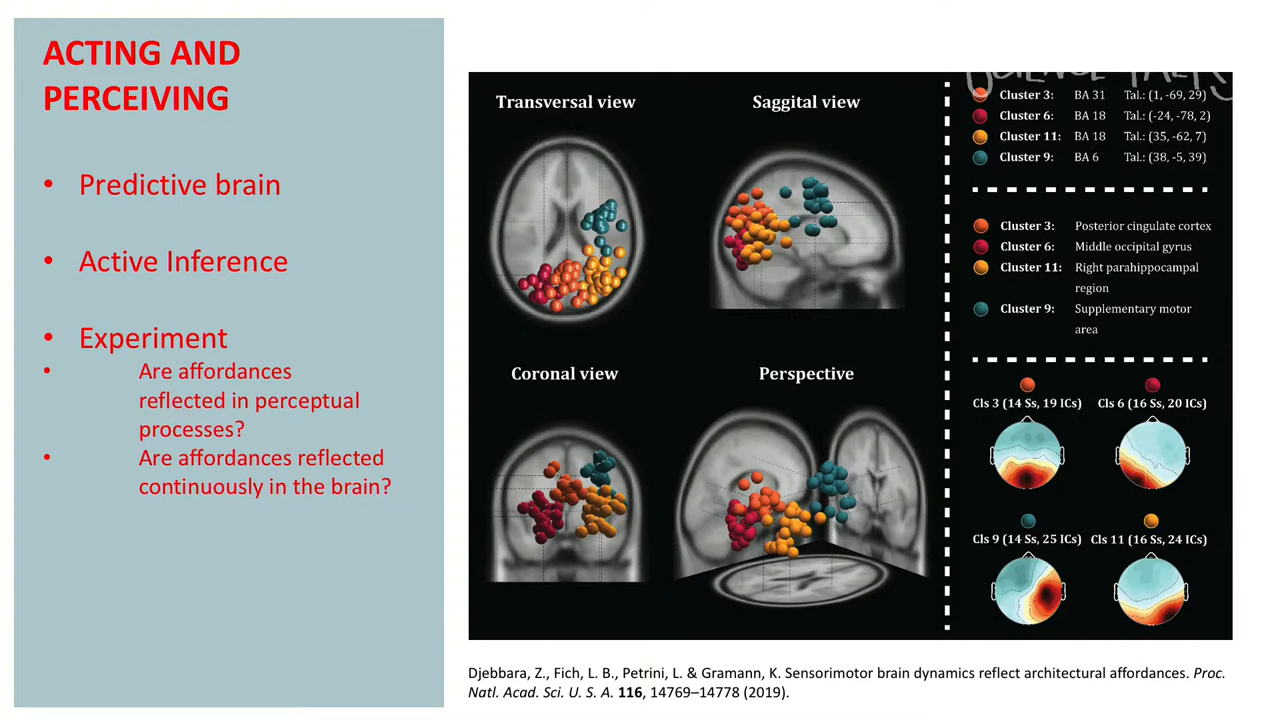 ACTING AND
PERCEIVING
• Predictive brain
• Active Inference
• Experiment
• Are affordances
reflected in perceptual
processes?
• Are affordances reflected
continuously in the brain?
Transversal view
Saggital view
Coronal view
Perspective
SCIENCE TALKS
Cluster 3: BA 31 Tal.: (1, -69, 29)
Cluster 6: BA 18 Tal.: (-24, -78, 2)
Cluster 11: BA 18 Tal.: (35, -62, 7)
Cluster 9: BA 6 Tal.: (38, -5, 39)
Cluster 3: Posterior cingulate cortex
Cluster 6: Middle occipital gyrus
Cluster 11: Right parahippocampal
region
Cluster 9: Supplementary motor
area
Cls 3 (14 Ss, 19 ICs) Cls 6 (16 Ss, 20 ICs)
Cls 9 (14 Ss, 25 ICs) Cls 11 (16 Ss, 24 ICs)
Djebbara, Z., Fich, L. B., Petrini, L. & Gramann, K. Sensorimotor brain dynamics reflect architectural affordances. Proc.
Natl. Acad. Sci. U. S. A. 116, 14769–14778 (2019).